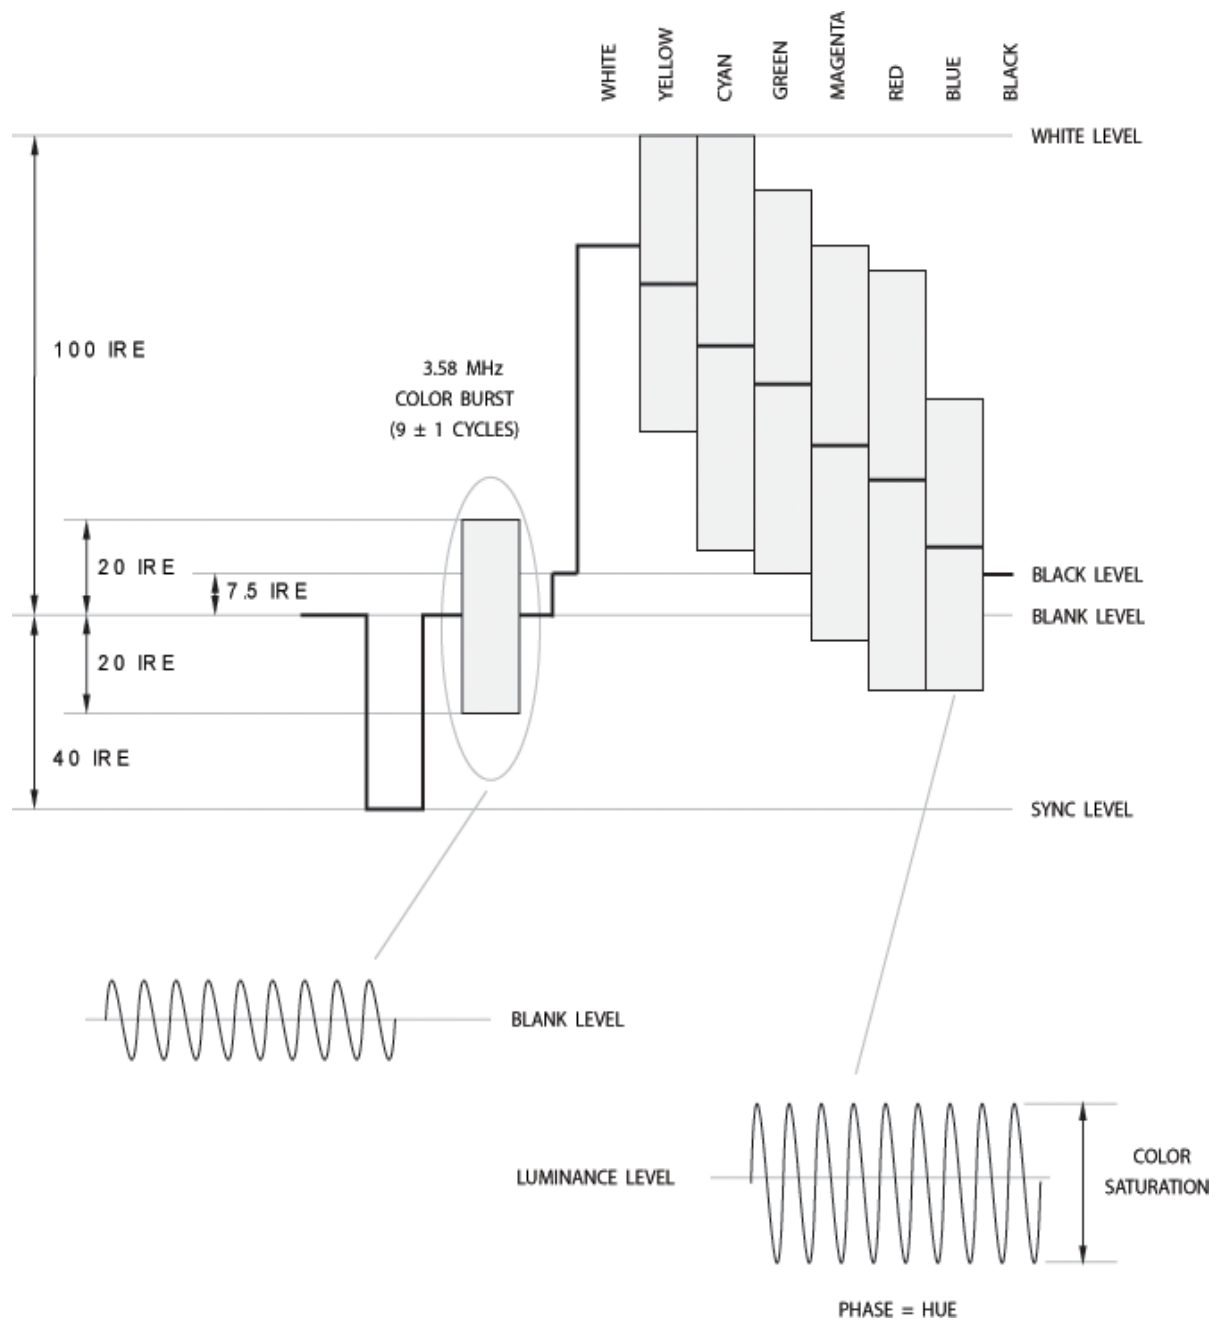 WHITE
YELLOW
CYAN
GREEN
MAGENTA
RED
BLUE
BLACK
WHITE LEVEL
100 IRE
3.58 MHz
COLOR BURST
(9 ± 1 CYCLES)
20 IRE
7.5 IRE
BLACK LEVEL
BLANK LEVEL
20 IRE
40 IRE
SYNC LEVEL
BLANK LEVEL
LUMINANCE LEVEL
COLOR
SATURATION
PHASE = HUE